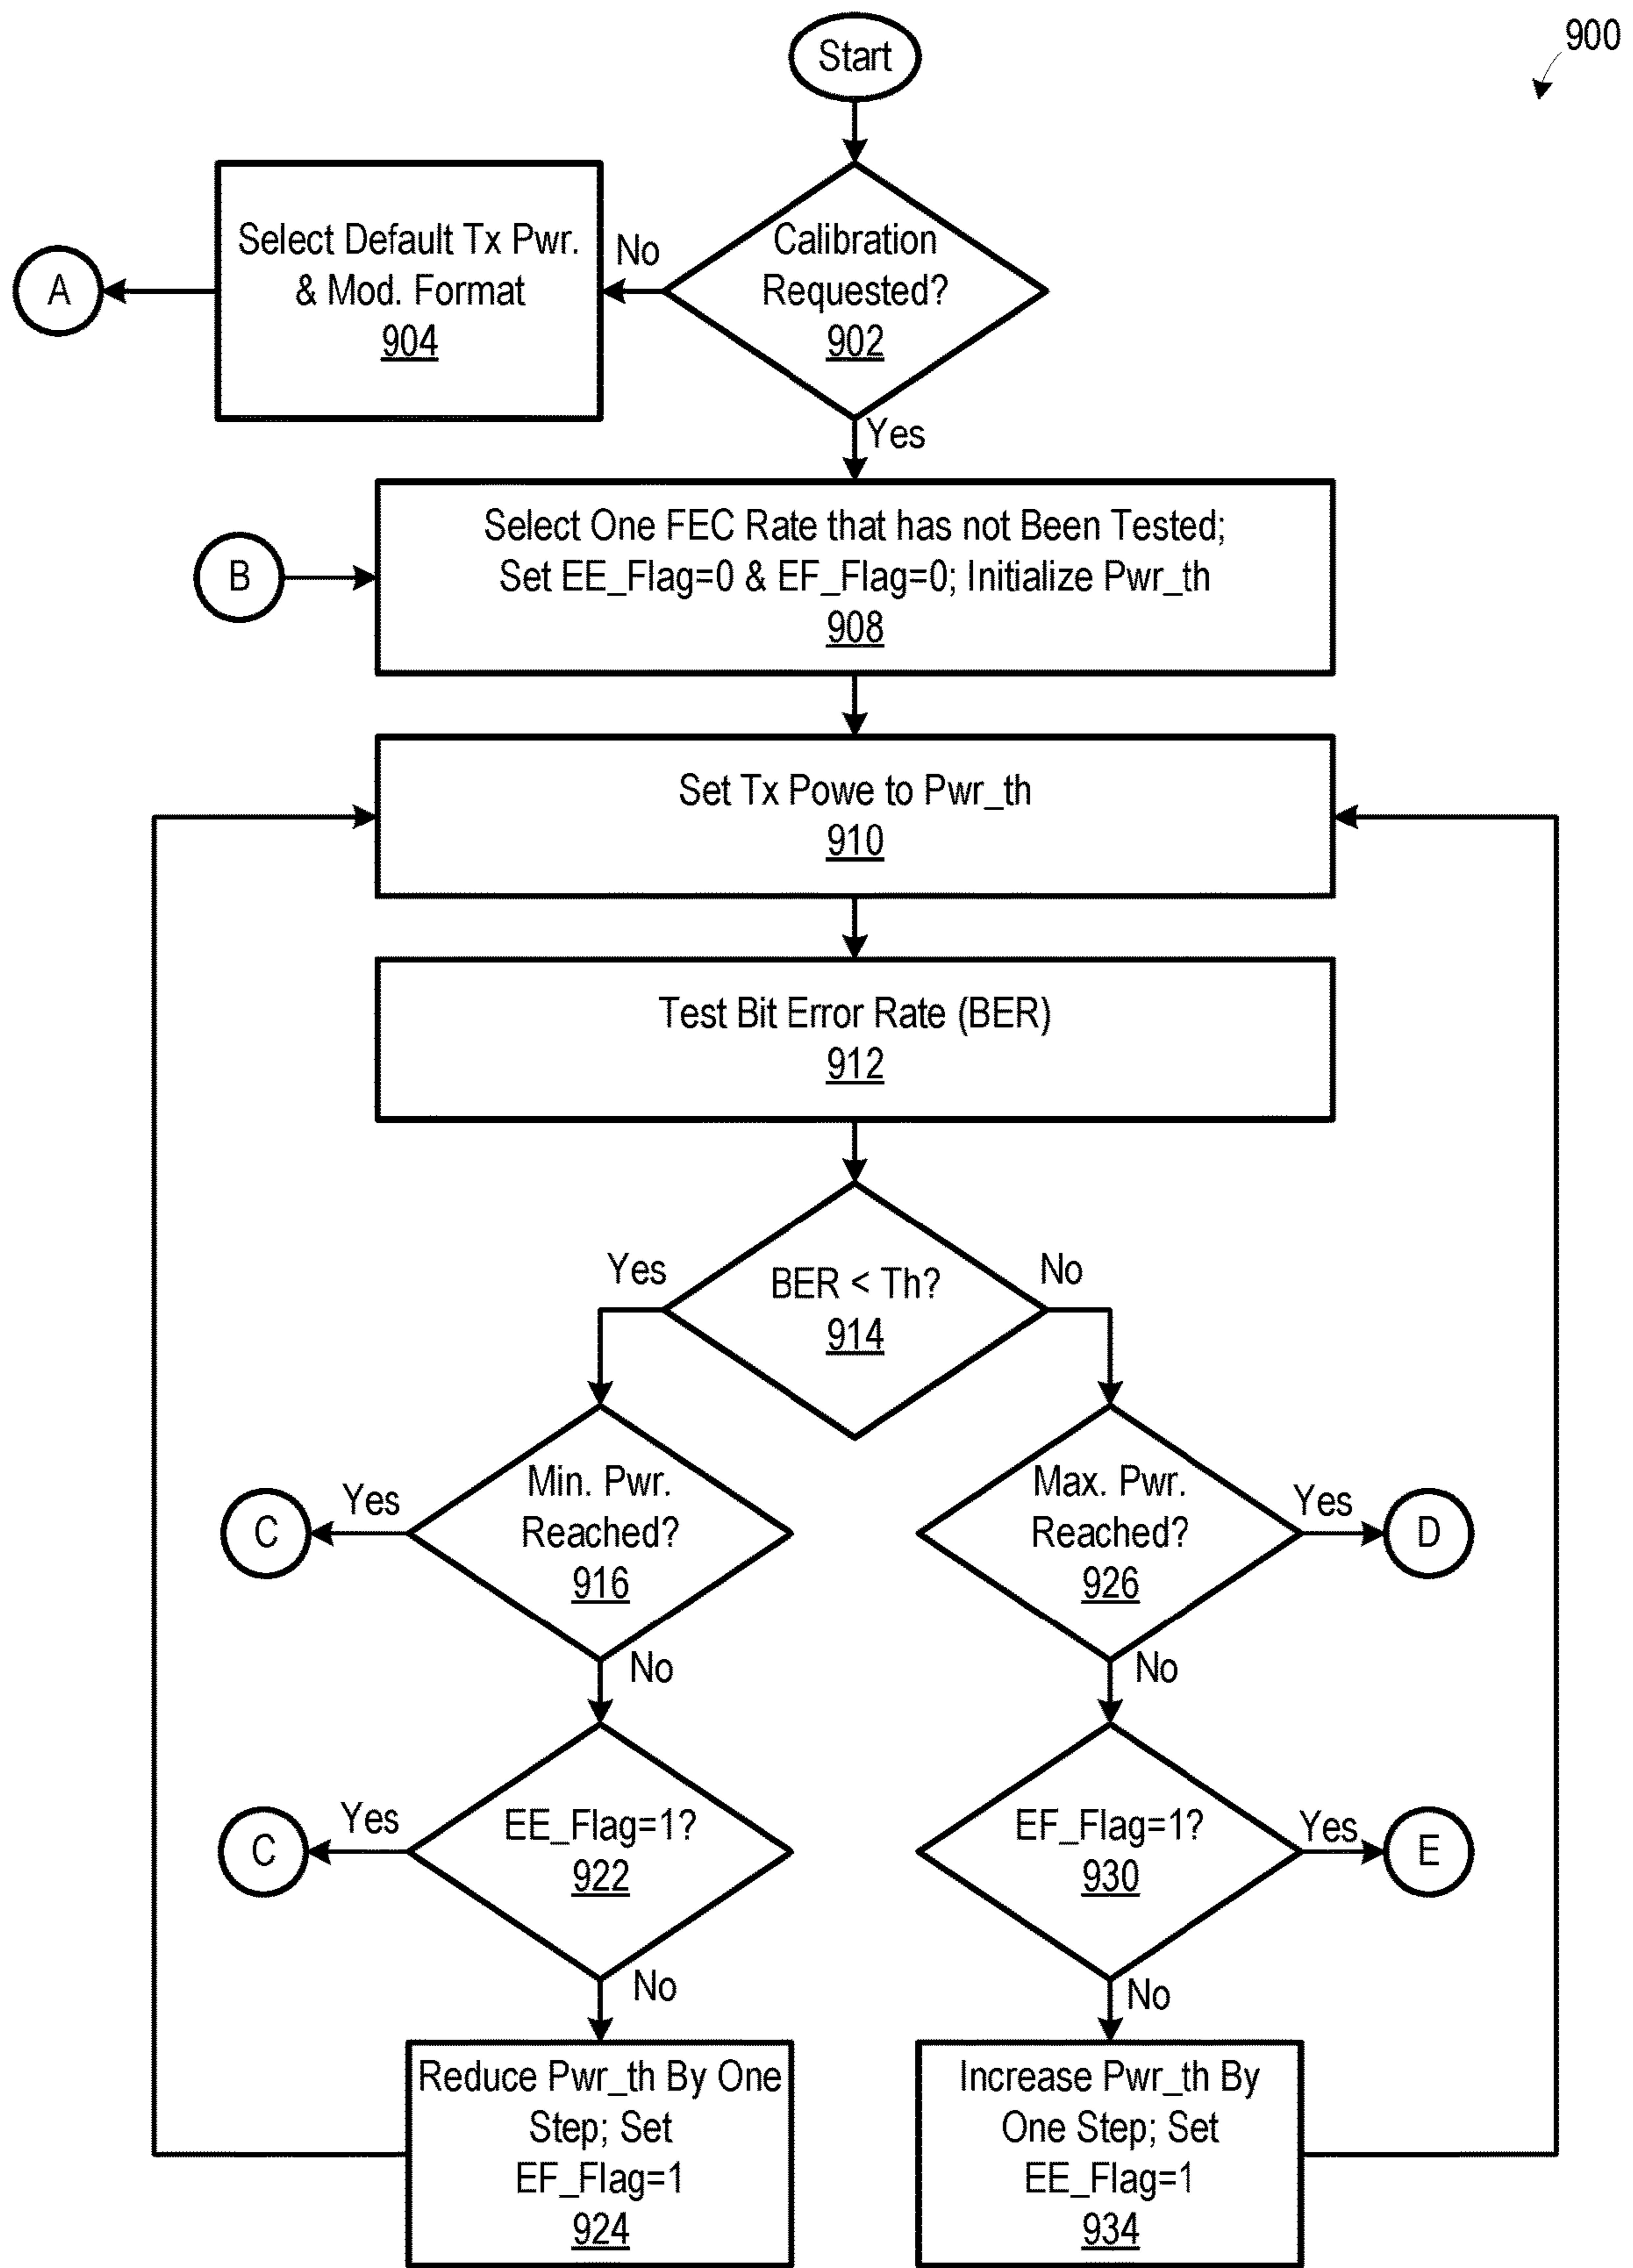 900
Start
Calibration
Requested?
902
No
Yes
Select Default Tx Pwr.
& Mod. Format
904
A
B
Select One FEC Rate that has not Been Tested;
Set EE_Flag=0 & EF_Flag=0; Initialize Pwr_th
908
Set Tx Powe to Pwr_th
910
Test Bit Error Rate (BER)
912
BER < Th?
914
Yes
No
Min. Pwr.
Reached?
916
Yes
C
No
Max. Pwr.
Reached?
926
Yes
D
No
EE_Flag=1?
922
Yes
C
No
EF_Flag=1?
930
Yes
E
No
Reduce Pwr_th By One
Step; Set
EF_Flag=1
924
Increase Pwr_th By
One Step; Set
EE_Flag=1
934